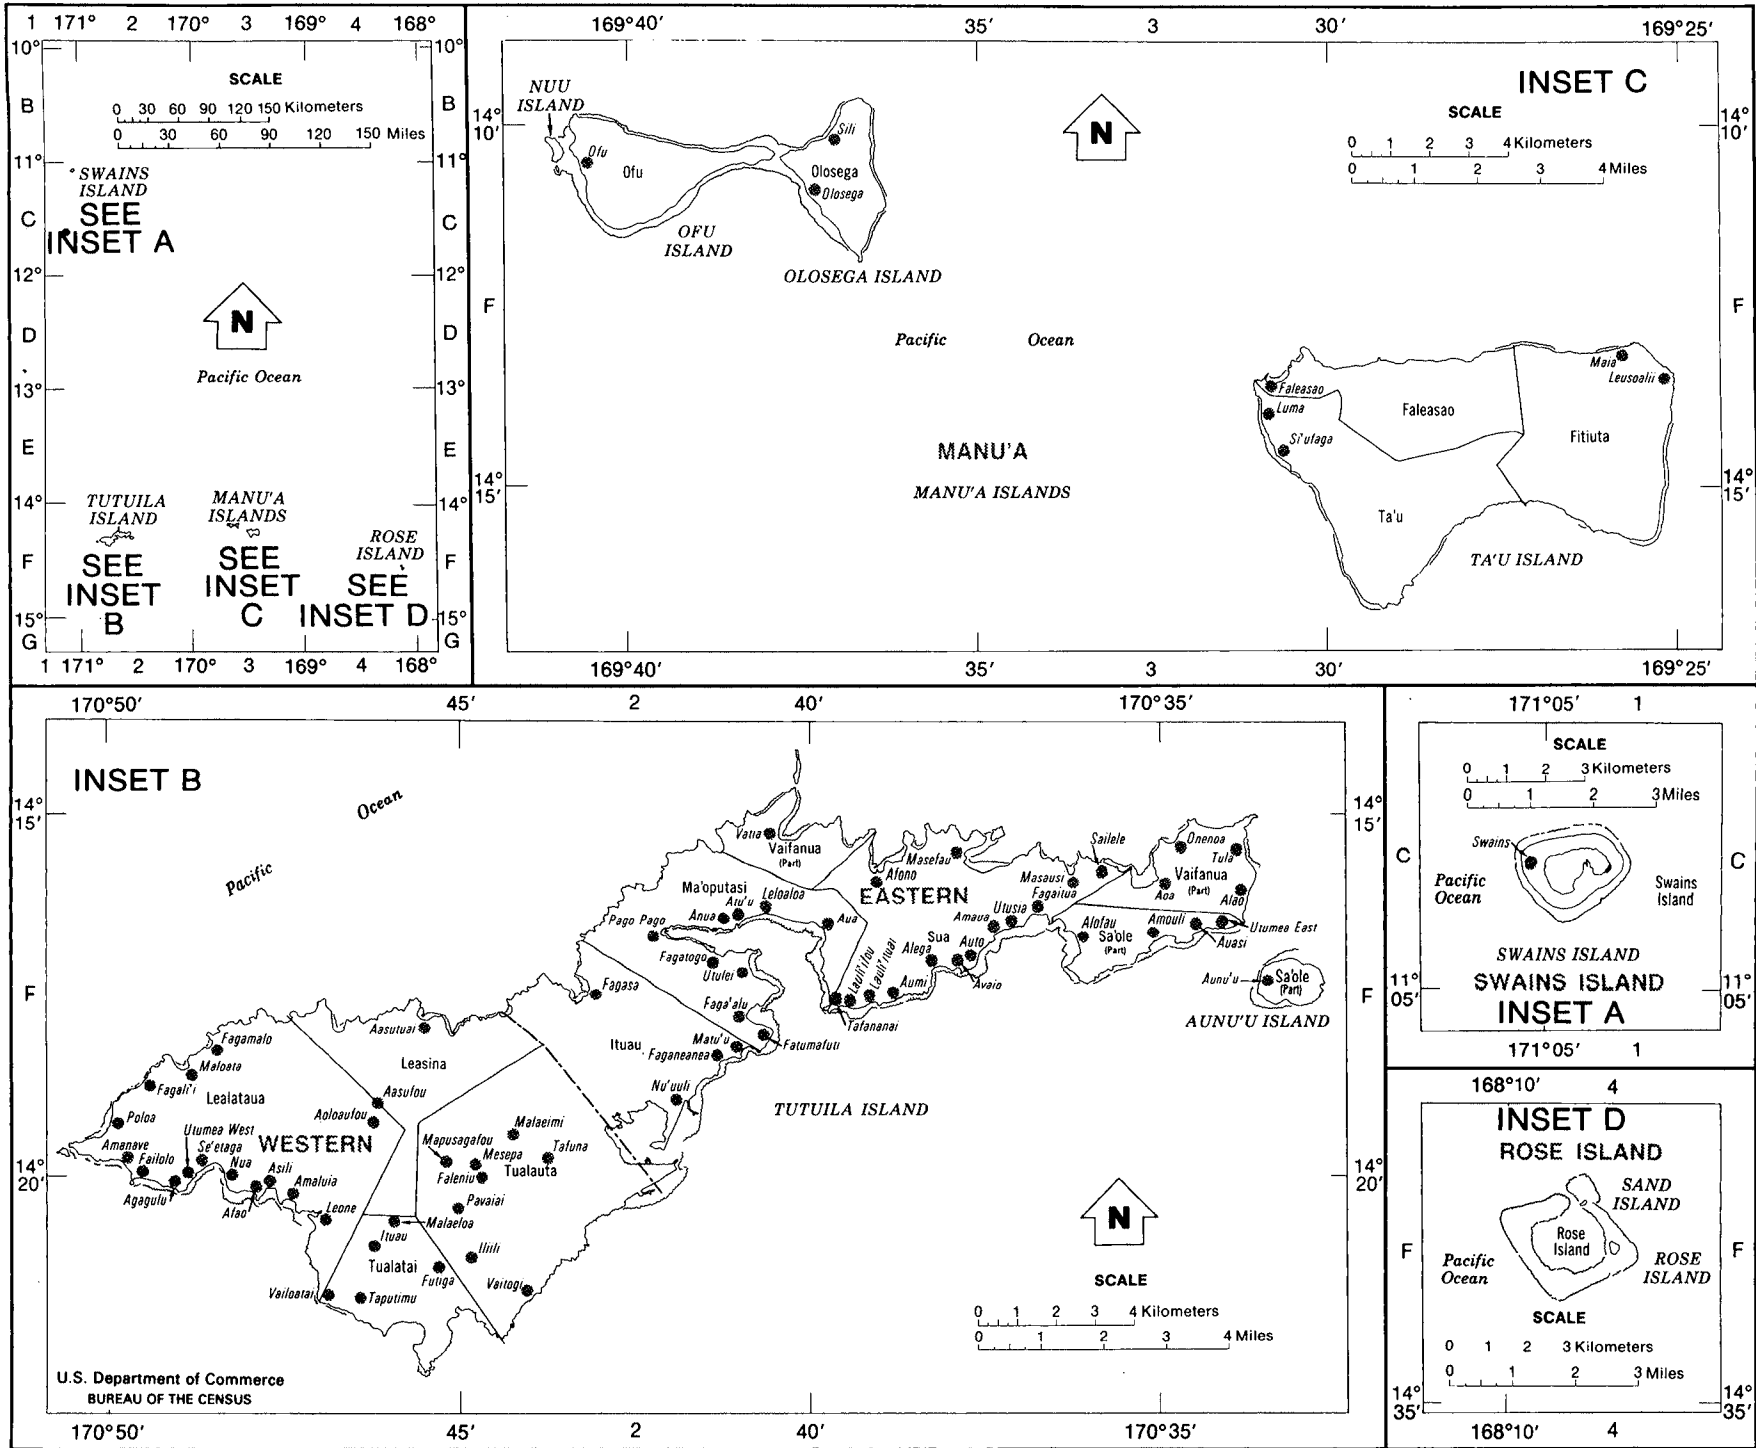 1 171° 2 170° 3 169° 4 168°
10° 10°
SCALE
0 30 60 90 120 150 Kilometers
0 30 60 90 120 150 Miles
B B
11° 11°
SWAINS
ISLAND
SEE
INSET A
C C
12° 12°
N
D D
Pacific Ocean
13° 13°
E E
14° 14°
TUTUILA
ISLAND
MANU'A
ISLANDS
ROSE
ISLAND
F F
SEE
INSET
B
SEE
INSET
C
SEE
INSET D
15° 15°
G G
1 171° 2 170° 3 169° 4 168°
169°40' 35' 3 30' 169°25'
INSET C
NUU
ISLAND
14°
10'
14°
10'
N
SCALE
0 1 2 3 4 Kilometers
0 1 2 3 4 Miles
Sili
Ofu
Ofu
Olosega
Olosega
OFU
ISLAND
OLOSEGA ISLAND
F F
Pacific Ocean
Maia
Leusoalii
Faleasao
Luma
Faleasao
Fitiuta
Si'ufaga
MANU'A
MANU'A ISLANDS
14°
15'
14°
15'
Ta'u
TA'U ISLAND
169°40' 35' 3 30' 169°25'
170°50' 45' 2 40' 170°35'
INSET B
Pacific Ocean
14°
15'
14°
15'
Vatia
Vaifanua
(Part)
Masefau
Afono
Sailele
Onenoa
Tula
Masausi
Fagaitua
Vaifanua
(Part)
Aoa
Alao
Ma'oputasi
Leloaloa
Atu'u
Anua
Pago Pago
Aua
EASTERN
Utusia
Amaua
Sua
Auto
Alega
Avaio
Aumi
Lauli'ifou
Lauli'ituai
Tafananai
Alofau
Sa'ole
(Part)
Amouli
Auasi
Utumea East
Aunu'u
Sa'ole
(Part)
AUNU'U ISLAND
Fagatogo
Utulei
Fagasa
Faga'alu
Matu'u
Faganeanea
Fatumafuti
Ituau
F F
Aasutuai
Leasina
Fagamalo
Maloata
Fagali'i
Lealataua
Aasufou
Aoloaufou
Nu'uuli
TUTUILA ISLAND
Poloa
Utumea West
Amanave
Failolo
Se'etaga
Nua
WESTERN
Asili
Amaluia
Agagulu
Afao
Leone
Malaeimi
Mapusagafou
Mesepa
Tafuna
Faleniu
Tualauta
Pavaiai
Malaeloa
Ituau
Iliili
Tualatai
Futiga
Vaitogi
Vailoatai
Taputimu
14°
20'
14°
20'
N
SCALE
0 1 2 3 4 Kilometers
0 1 2 3 4 Miles
U.S. Department of Commerce
BUREAU OF THE CENSUS
170°50' 45' 2 40' 170°35'
171°05' 1
SCALE
0 1 2 3 Kilometers
0 1 2 3 Miles
Swains
C C
Pacific
Ocean
Swains
Island
SWAINS ISLAND
SWAINS ISLAND
INSET A
11°
05'
11°
05'
171°05' 1
168°10' 4
INSET D
ROSE ISLAND
SAND
ISLAND
Rose
Island
F F
Pacific
Ocean
ROSE
ISLAND
SCALE
0 1 2 3 Kilometers
0 1 2 3 Miles
14°
35'
14°
35'
168°10' 4